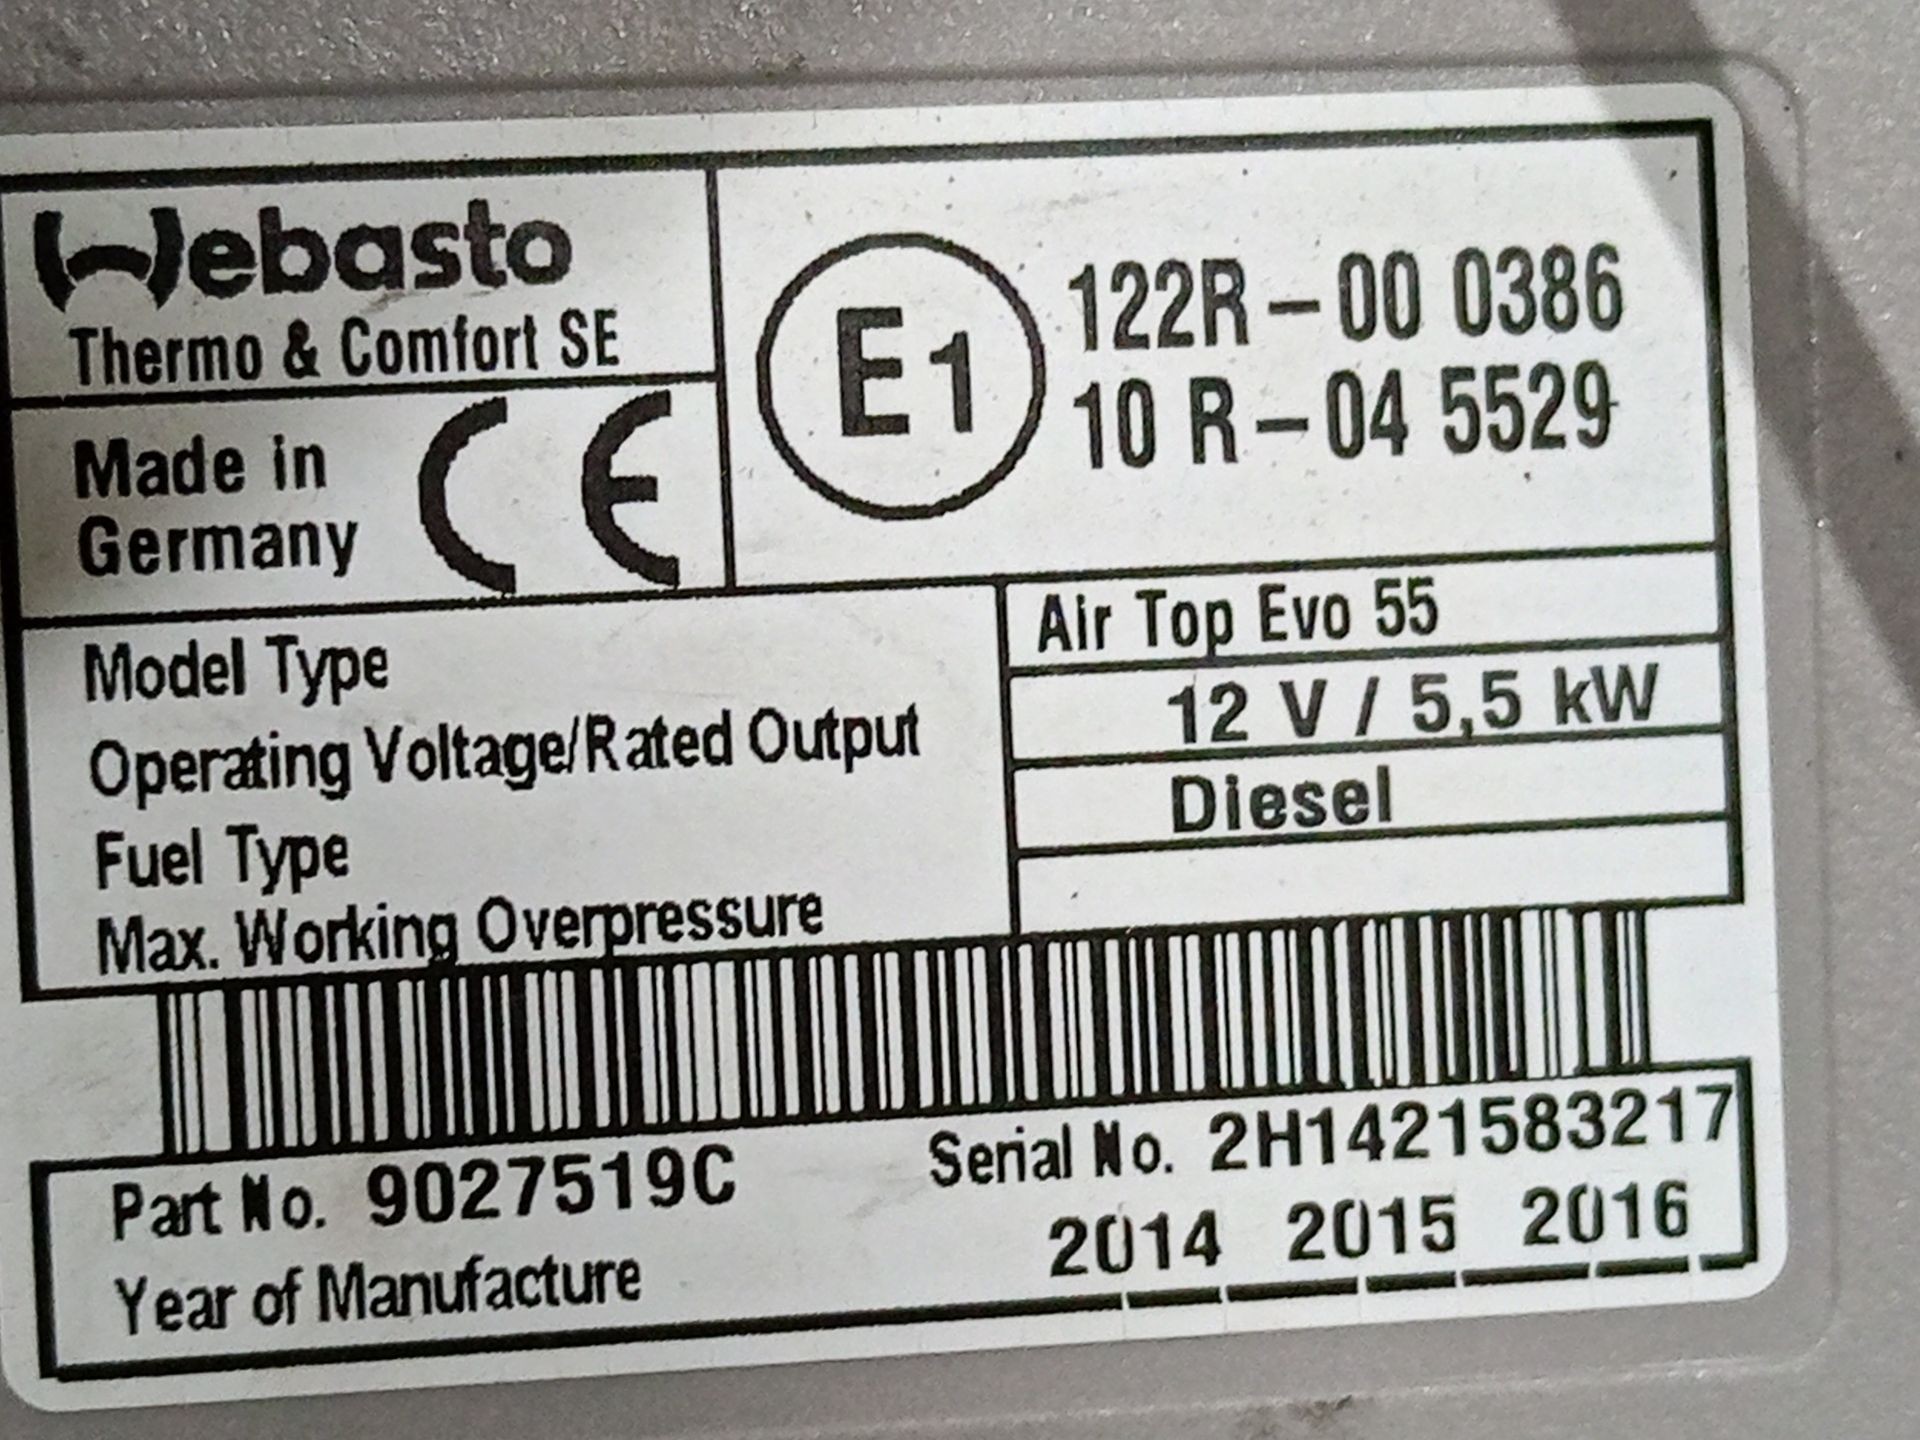 Webasto
Thermo & Comfort SE
Made in
Germany
CE
E1
122R-00 0386
10 R-04 5529
Model Type
Air Top Evo 55
Operating Voltage/Rated Output
12 V / 5,5 kW
Fuel Type
Diesel
Max. Working Overpressure
Part No. 9027519C
Serial No. 2H1421583217
Year of Manufacture
2014 2015 2016